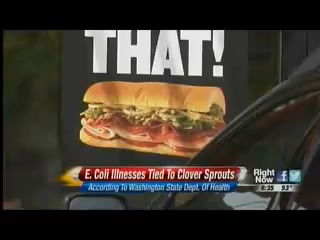 THAT!
E. Coli Illnesses Tied To Clover Sprouts
According To Washington State Dept. Of Health
Right
Now
f
6:35 53°